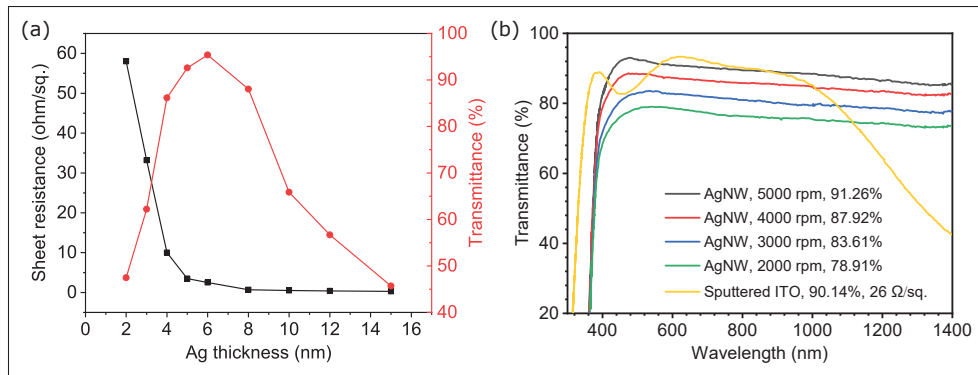 (a)
Sheet resistance (ohm/sq.)
60
50
40
30
20
10
0
0 2 4 6 8 10 12 14 16
Ag thickness (nm)
100
90
80
70
60
50
40
Transmittance (%)
(b)
Transmittance (%)
100
80
60
40
20
AgNW, 5000 rpm, 91.26%
AgNW, 4000 rpm, 87.92%
AgNW, 3000 rpm, 83.61%
AgNW, 2000 rpm, 78.91%
Sputtered ITO, 90.14%, 26 Ω/sq.
400 600 800 1000 1200 1400
Wavelength (nm)